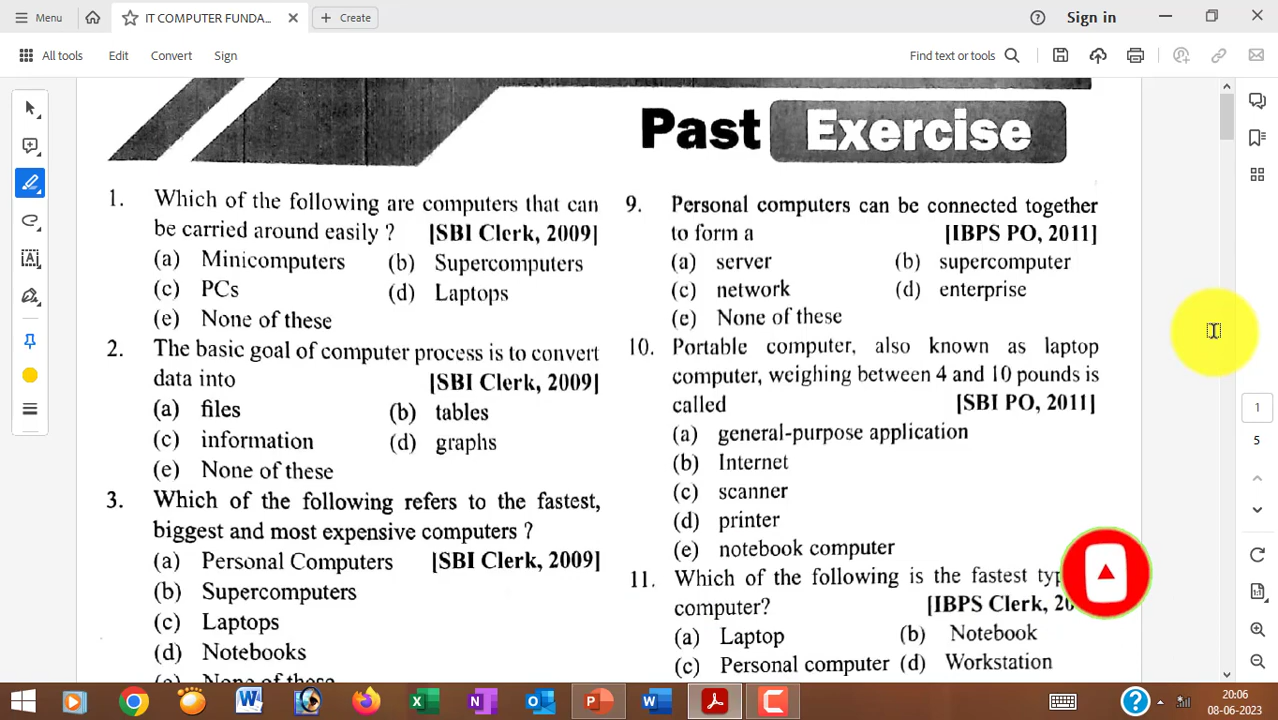 Menu
IT COMPUTER FUNDA...
Create
Sign in
All tools
Edit
Convert
Sign
Find text or tools
Past Exercise
1. Which of the following are computers that can
be carried around easily ? [SBI Clerk, 2009]
(a) Minicomputers (b) Supercomputers
(c) PCs (d) Laptops
(e) None of these
2. The basic goal of computer process is to convert
data into [SBI Clerk, 2009]
(a) files (b) tables
(c) information (d) graphs
(e) None of these
3. Which of the following refers to the fastest,
biggest and most expensive computers ?
(a) Personal Computers [SBI Clerk, 2009]
(b) Supercomputers
(c) Laptops
(d) Notebooks
(e) None of these
9. Personal computers can be connected together
to form a [IBPS PO, 2011]
(a) server (b) supercomputer
(c) network (d) enterprise
(e) None of these
10. Portable computer, also known as laptop
computer, weighing between 4 and 10 pounds is
called [SBI PO, 2011]
(a) general-purpose application
(b) Internet
(c) scanner
(d) printer
(e) notebook computer
11. Which of the following is the fastest
computer? [IBPS Clerk,
(a) Laptop (b) Notebook
(c) Personal computer (d) Workstation
1
5
20:06
08-06-2023